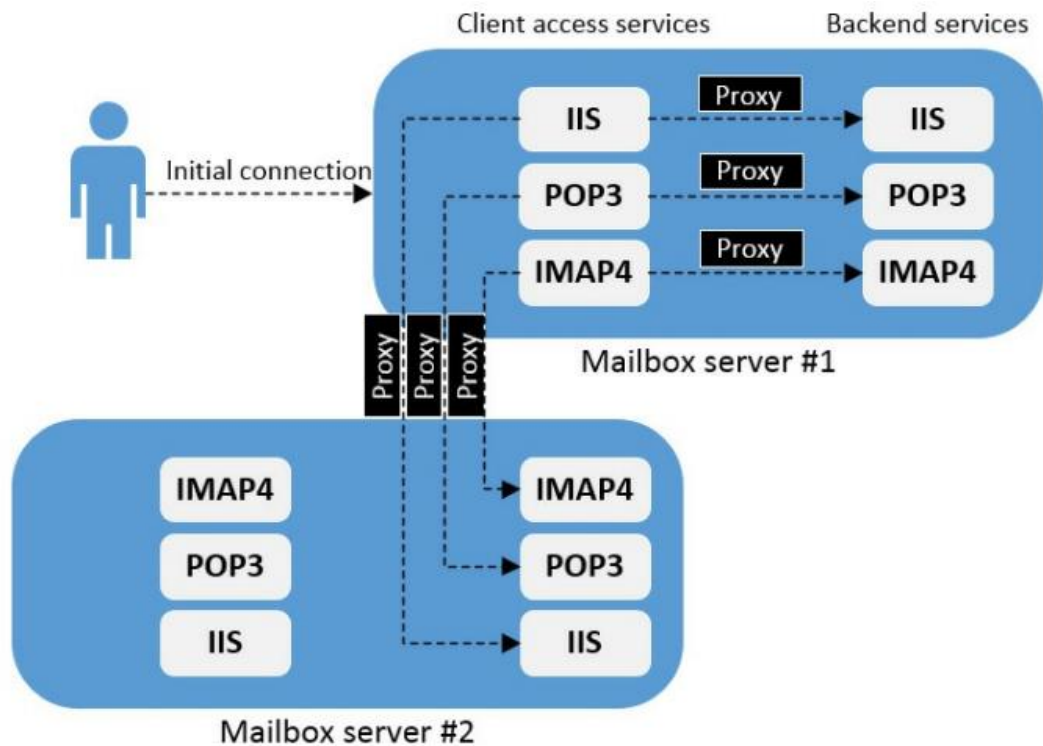 Client access services
Backend services
IIS
Proxy
IIS
Initial connection
POP3
Proxy
POP3
IMAP4
Proxy
IMAP4
Proxy
Proxy
Proxy
Mailbox server #1
IMAP4
IMAP4
POP3
POP3
IIS
IIS
Mailbox server #2